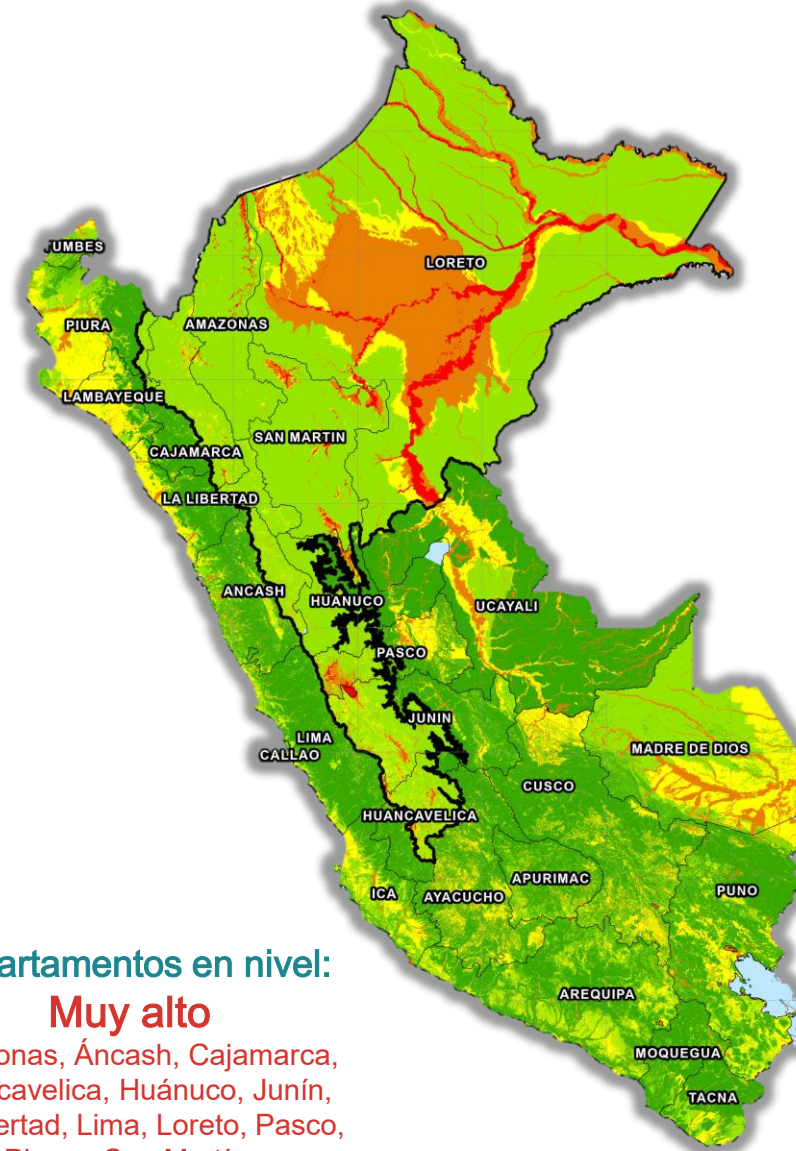 TUMBES
LORETO
PIURA
AMAZONAS
LAMBAYEQUE
SAN MARTIN
CAJAMARCA
LA LIBERTAD
ANCASH
HUANUCO
UCAYALI
PASCO
JUNIN
LIMA
CALLAO
MADRE DE DIOS
CUSCO
HUANCAVELICA
APURIMAC
ICA
AYACUCHO
PUNO
AREQUIPA
MOQUEGUA
TACNA
artamentos en nivel:
Muy alto
onas, Áncash, Cajamarca,
cavelica, Huánuco, Junín,
ertad, Lima, Loreto, Pasco,